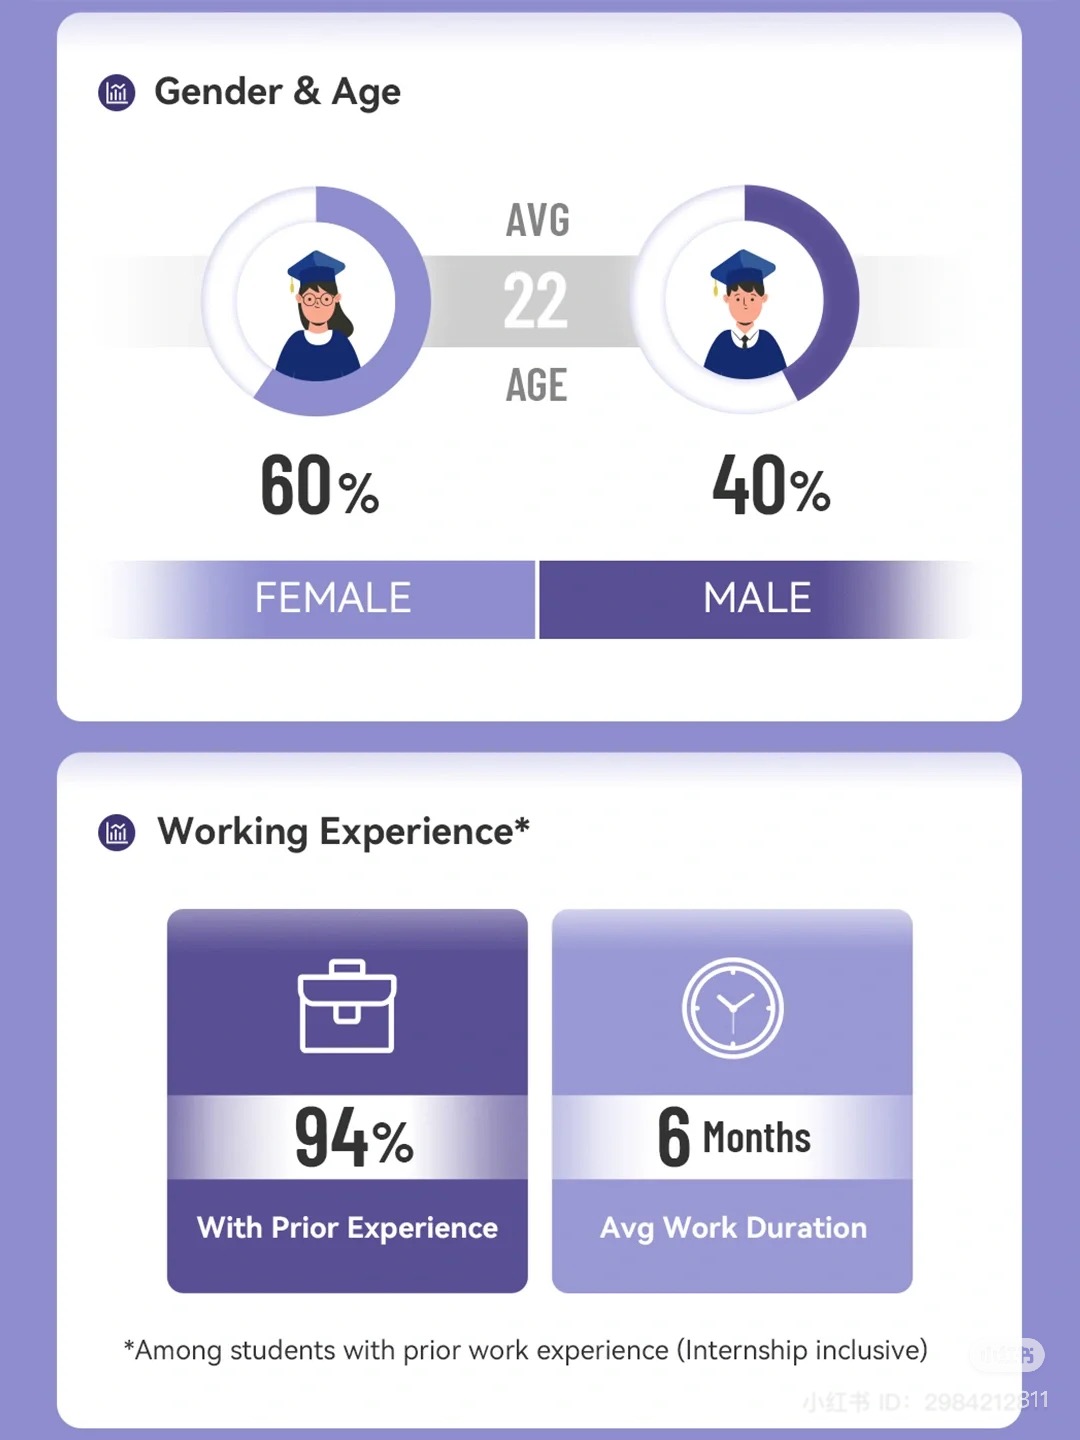 Gender & Age
AVG
22
AGE
60%
40%
FEMALE
MALE
Working Experience*
94%
6 Months
With Prior Experience
Avg Work Duration
*Among students with prior work experience (Internship inclusive)
小红书
小红书 ID: 2984212811